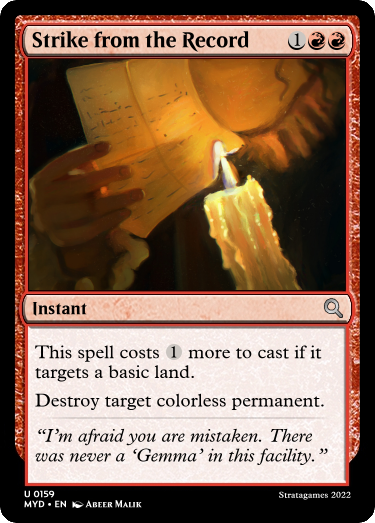 Strike from the Record 1
Instant
This spell costs 1 more to cast if it
targets a basic land.
Destroy target colorless permanent.
“I’m afraid you are mistaken. There
was never a ‘Gemma’ in this facility.”
U 0159
Stratagames 2022
MYD • EN Abeer Malik